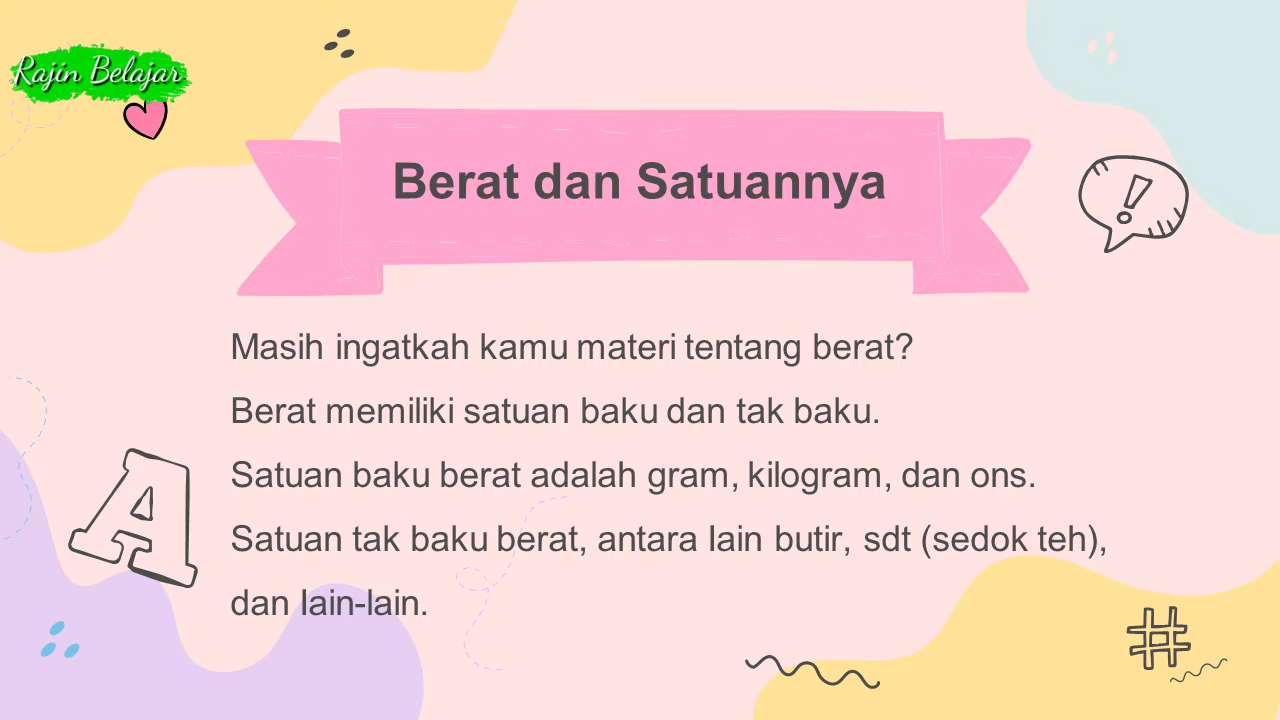 Rajin Belajar
Berat dan Satuannya
Masih ingatkah kamu materi tentang berat?
Berat memiliki satuan baku dan tak baku.
Satuan baku berat adalah gram, kilogram, dan ons.
Satuan tak baku berat, antara lain butir, sdt (sedok teh),
dan lain-lain.
A
!
#